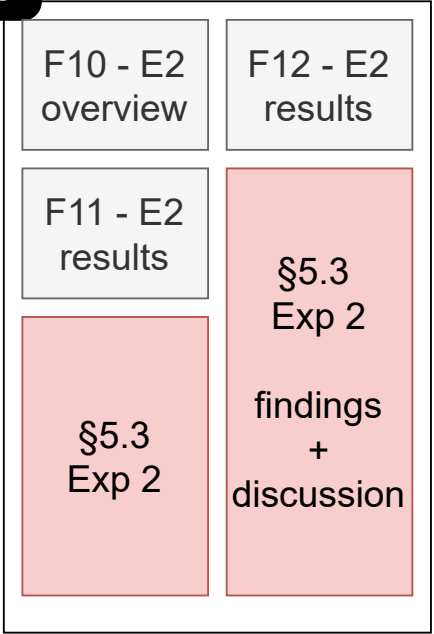 F10 - E2
overview
F11 - E2
results
§5.3
Exp 2
F12 - E2
results
§5.3
Exp 2
findings
+
discussion